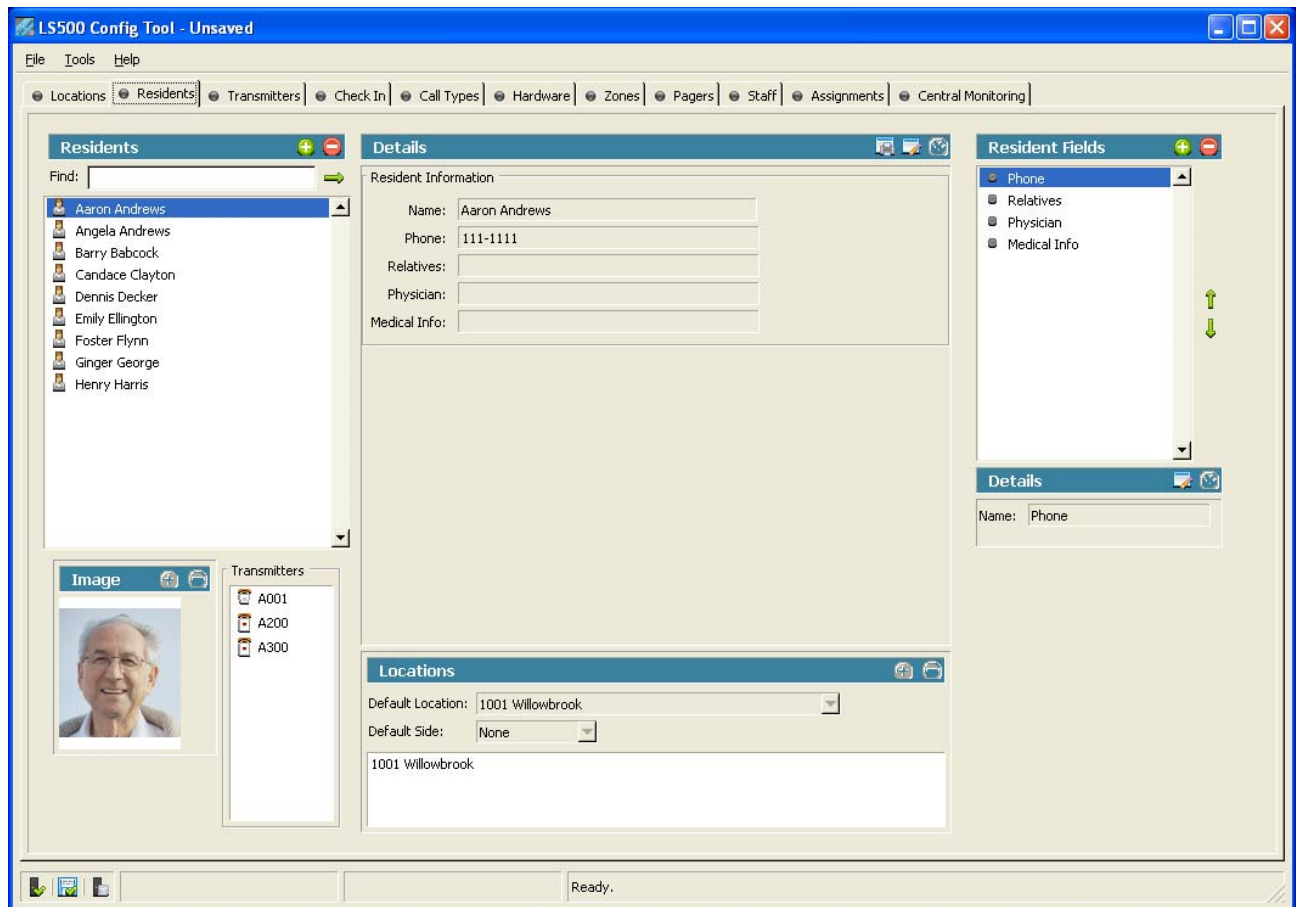 LS500 Config Tool - Unsaved
File Tools Help
Locations Residents Transmitters Check In Call Types Hardware Zones Pagers Staff Assignments Central Monitoring
Residents
Find:
Aaron Andrews
Angela Andrews
Barry Babcock
Candace Clayton
Dennis Decker
Emily Ellington
Foster Flynn
Ginger George
Henry Harris
Image
Transmitters
A001
A200
A300
Details
Resident Information
Name: Aaron Andrews
Phone: 111-1111
Relatives:
Physician:
Medical Info:
Locations
Default Location: 1001 Willowbrook
Default Side: None
1001 Willowbrook
Resident Fields
Phone
Relatives
Physician
Medical Info
Details
Name: Phone
Ready.